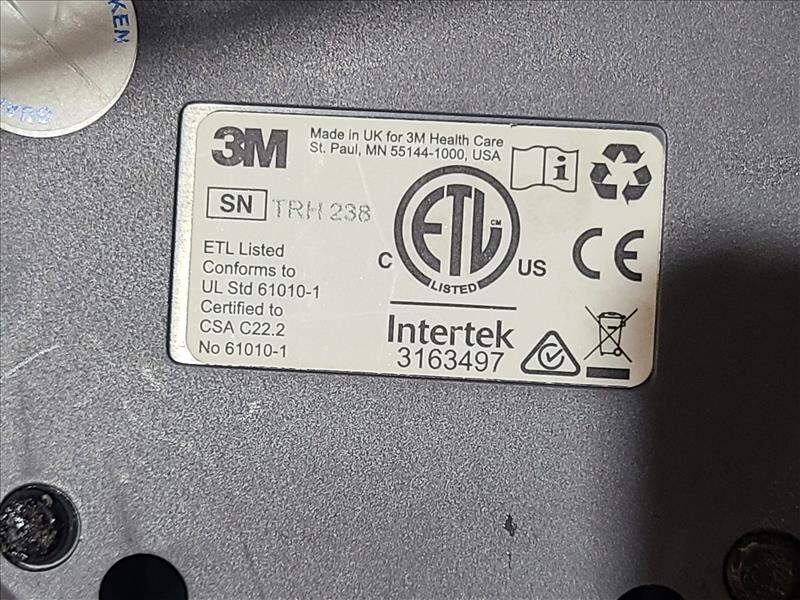 3M
Made in UK for 3M Health Care
St. Paul, MN 55144-1000, USA
i
SN TRH 238
ETL CM
LISTED
C US
CE
ETL Listed
Conforms to
UL Std 61010-1
Certified to
CSA C22.2
No 61010-1
Intertek
3163497